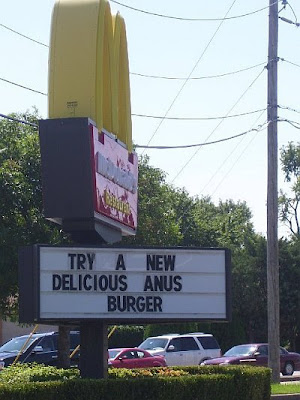 TRY A NEW
DELICIOUS ANUS
BURGER